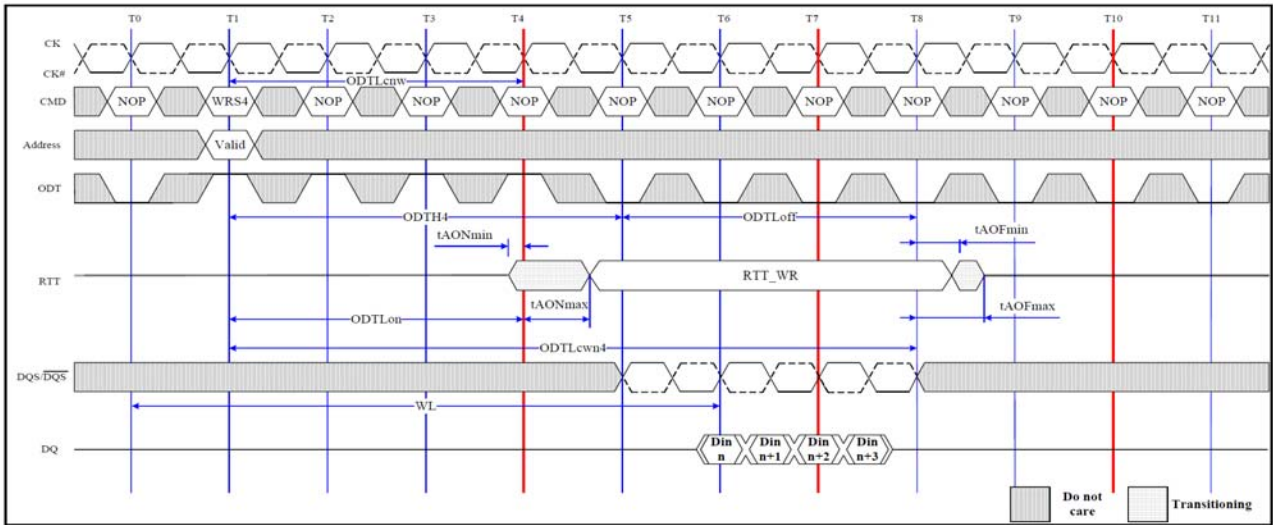 T0 T1 T2 T3 T4 T5 T6 T7 T8 T9 T10 T11
CK
CK#
ODTLcnw
CMD NOP WRS4 NOP NOP NOP NOP NOP NOP NOP NOP NOP NOP
Address Valid
ODT
ODTH4 ODTLoff
tAONmin tAOFmin
RTT RTT_WR
tAONmax tAOFmax
ODTLon
ODTLcwn4
DQS/DQS
WL
DQ Din n Din n+1 Din n+2 Din n+3
Do not care Transitioning